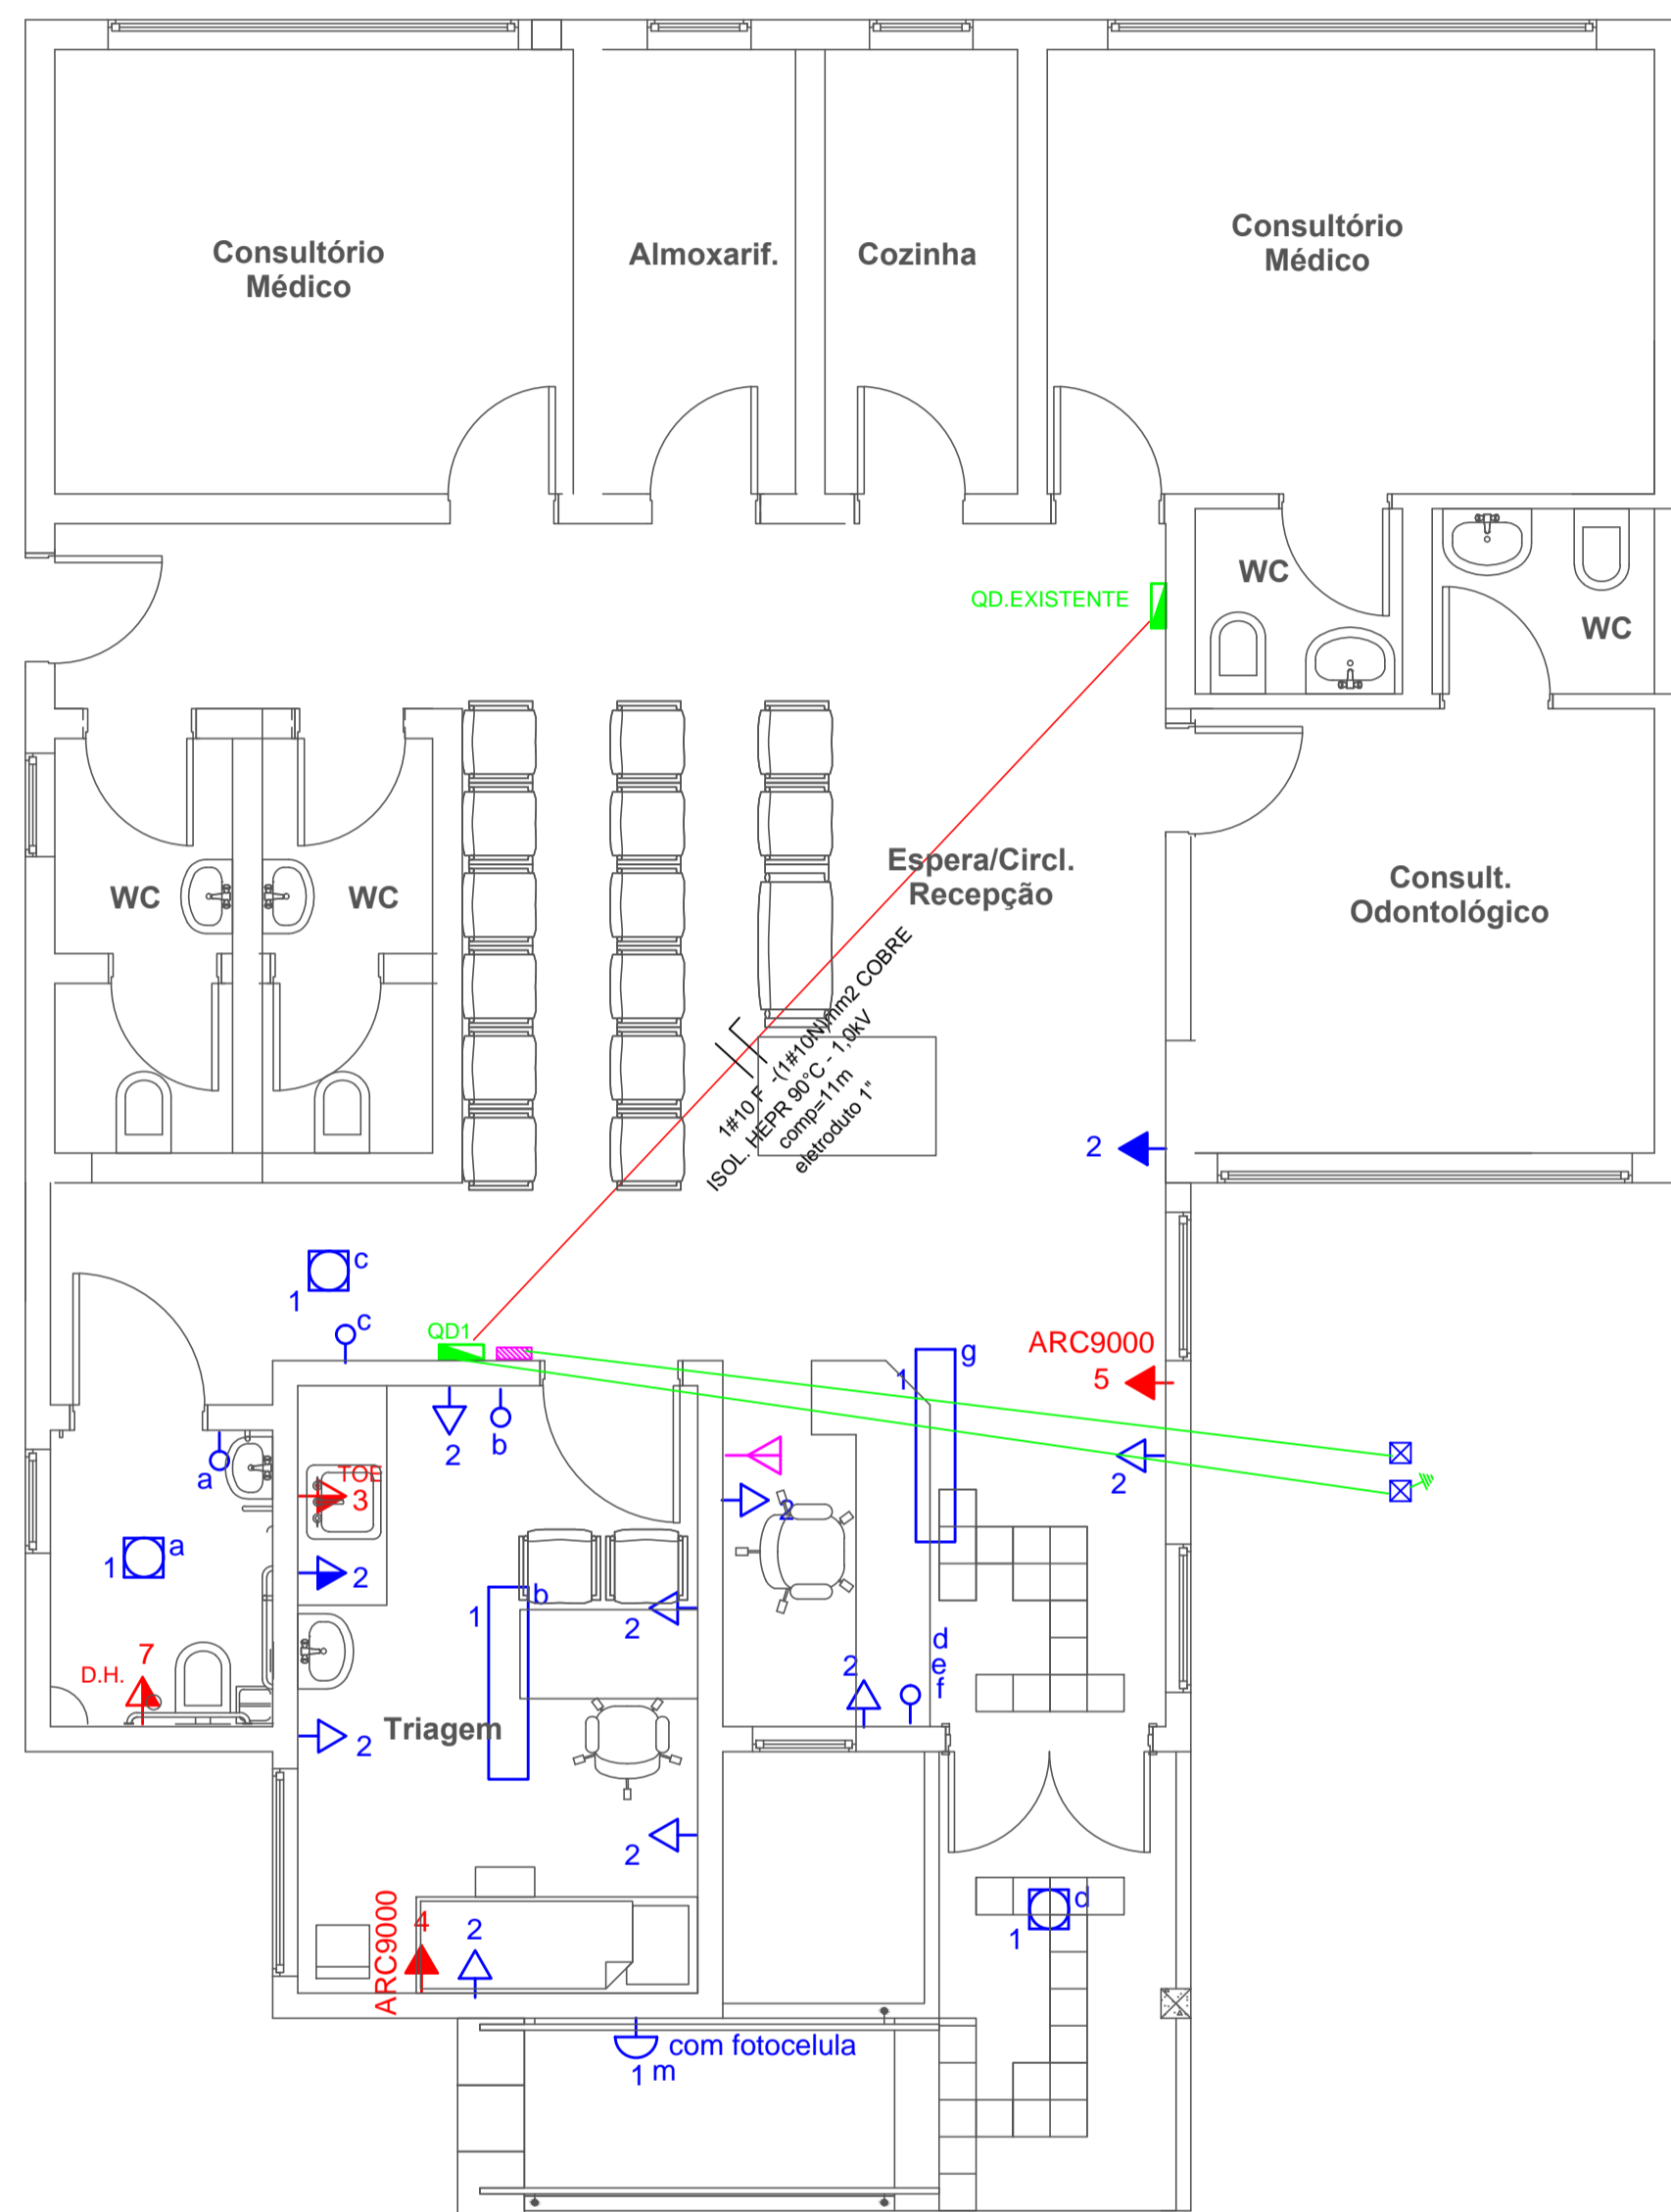 Consultório
Médico
Almoxarif.
Cozinha
Consultório
Médico
QD.EXISTENTE
WC
WC
WC
WC
Espera/Circl.
Recepção
Consult.
Odontológico
1#10 F -(1#10N)mm2 COBRE
ISOL. HEPR 90°C - 1,0kV
comp=11m
eletroduto 1"
2
c
1
c
QD1
ARC9000
5
g
1
2
b
2
a
TOE
3
2
a
1
2
b
1
2
2
d
e
f
2
7
D.H.
Triagem
2
2
ARC9000
4
2
d
1
com fotocelula
1 m